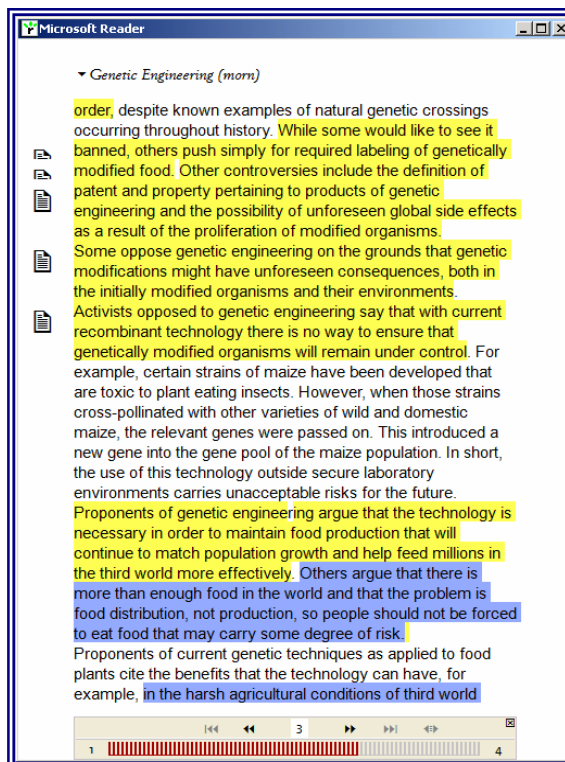 Microsoft Reader
Genetic Engineering (morn)
order, despite known examples of natural genetic crossings
occurring throughout history. While some would like to see it
banned, others push simply for required labeling of genetically
modified food. Other controversies include the definition of
patent and property pertaining to products of genetic
engineering and the possibility of unforeseen global side effects
as a result of the proliferation of modified organisms.
Some oppose genetic engineering on the grounds that genetic
modifications might have unforeseen consequences, both in
the initially modified organisms and their environments.
Activists opposed to genetic engineering say that with current
recombinant technology there is no way to ensure that
genetically modified organisms will remain under control. For
example, certain strains of maize have been developed that
are toxic to plant eating insects. However, when those strains
cross-pollinated with other varieties of wild and domestic
maize, the relevant genes were passed on. This introduced a
new gene into the gene pool of the maize population. In short,
the use of this technology outside secure laboratory
environments carries unacceptable risks for the future.
Proponents of genetic engineering argue that the technology is
necessary in order to maintain food production that will
continue to match population growth and help feed millions in
the third world more effectively. Others argue that there is
more than enough food in the world and that the problem is
food distribution, not production, so people should not be forced
to eat food that may carry some degree of risk.
Proponents of current genetic techniques as applied to food
plants cite the benefits that the technology can have, for
example, in the harsh agricultural conditions of third world
3
1 4